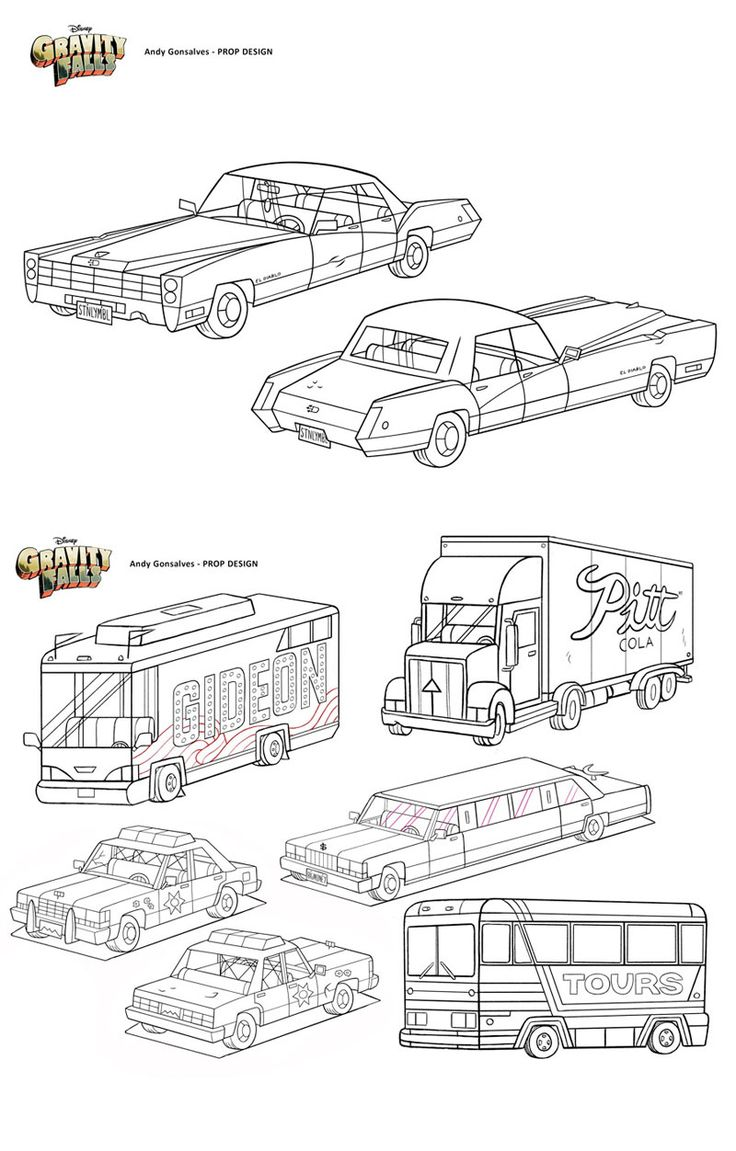 Disney
GRAVITY
FALLS
Andy Gonsalves - PROP DESIGN
EL DIABLO
STNLYMBL
EL DIABLO
STNLYMBL
Disney
GRAVITY
FALLS
Andy Gonsalves - PROP DESIGN
Pitt
COLA
GIDEON
TOURS